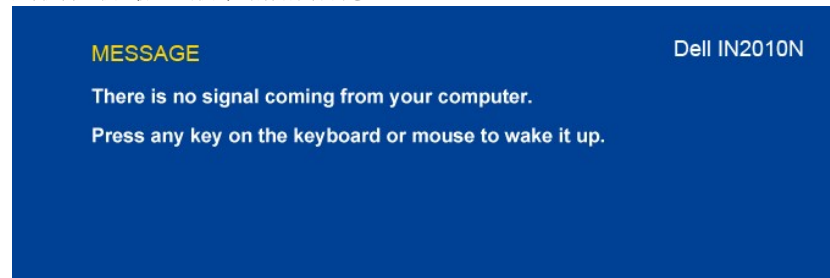 MESSAGE
Dell IN2010N
There is no signal coming from your computer.
Press any key on the keyboard or mouse to wake it up.